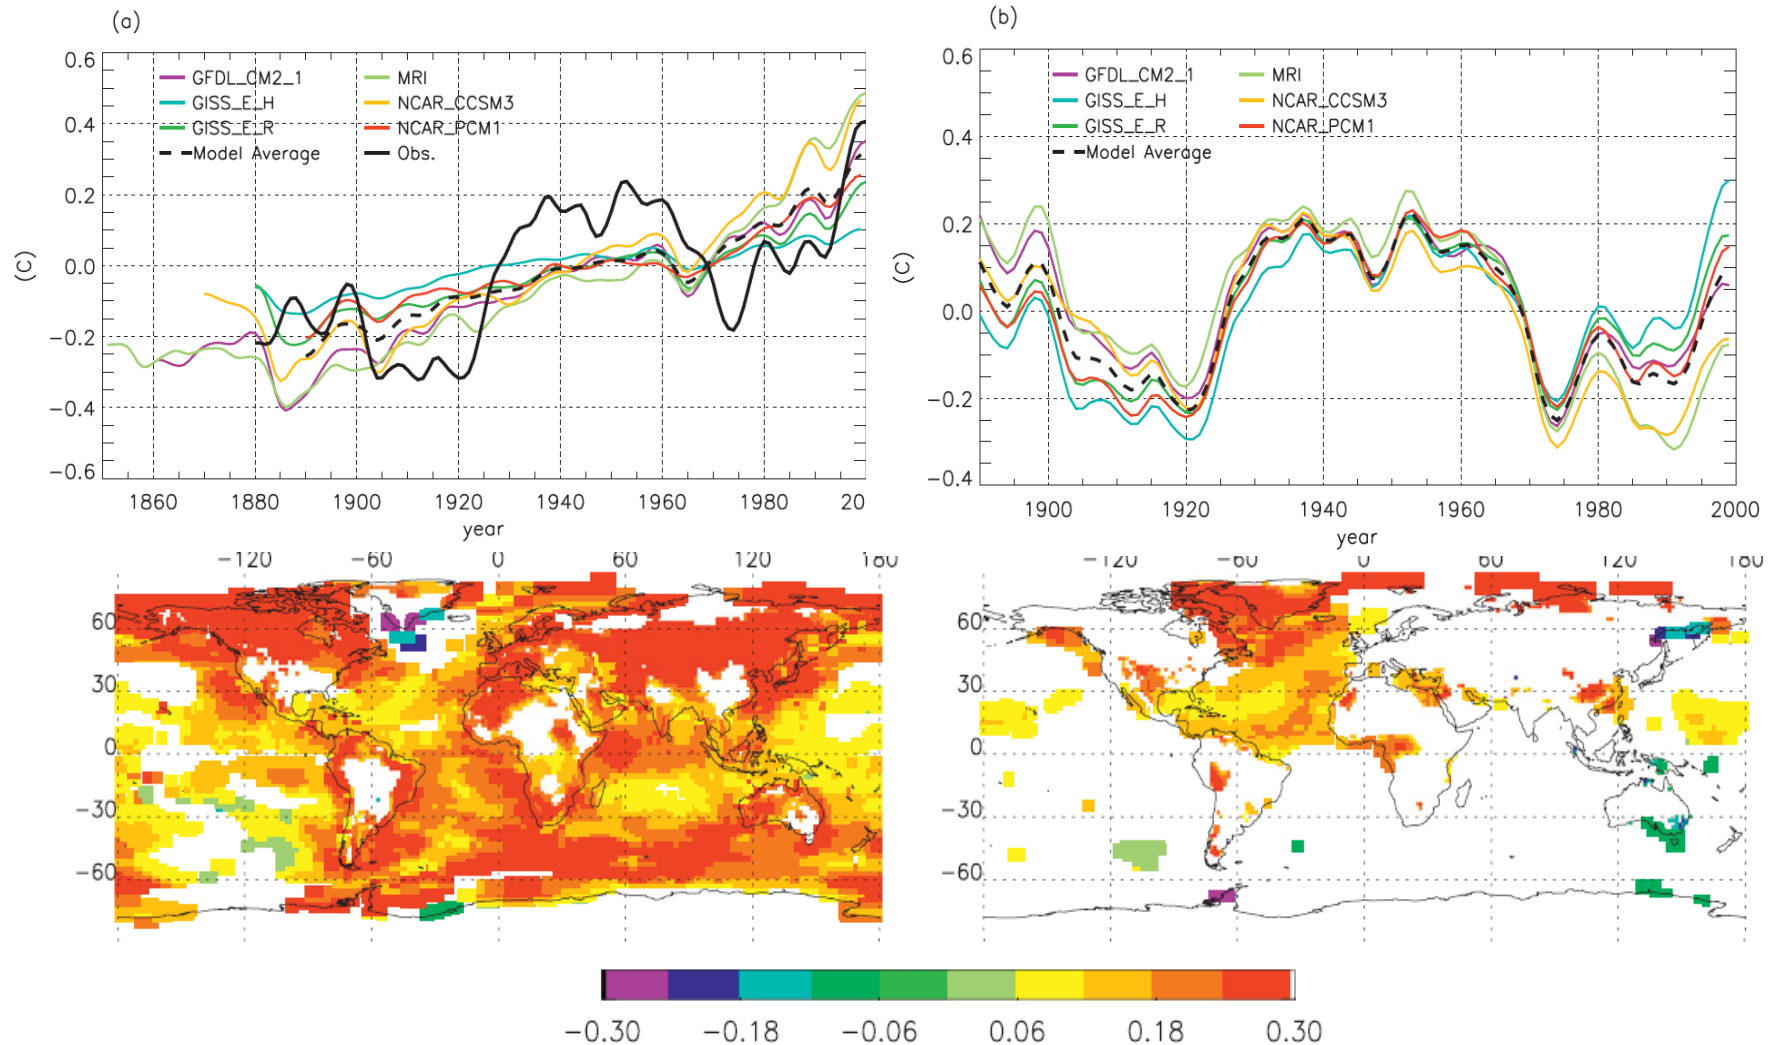 (a)
(C)
0.6
0.4
0.2
0.0
−0.2
−0.4
−0.6
GFDL_CM2_1
GISS_E_H
GISS_E_R
Model Average
MRI
NCAR_CCSM3
NCAR_PCM1
Obs.
1860 1880 1900 1920 1940 1960 1980 20
year
(b)
(C)
0.6
0.4
0.2
0.0
−0.2
−0.4
GFDL_CM2_1
GISS_E_H
GISS_E_R
Model Average
MRI
NCAR_CCSM3
NCAR_PCM1
1900 1920 1940 1960 1980 2000
year
−120 −60 0 60 120 180
60
30
0
−30
−60
−120 −60 0 60 120 180
60
30
0
−30
−60
−0.30 −0.18 −0.06 0.06 0.18 0.30